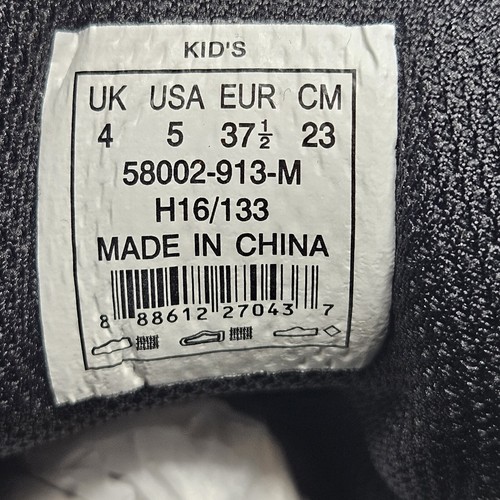 KID'S
UK USA EUR CM
4 5 37½ 23
58002-913-M
H16/133
MADE IN CHINA
8 88612 27043 7